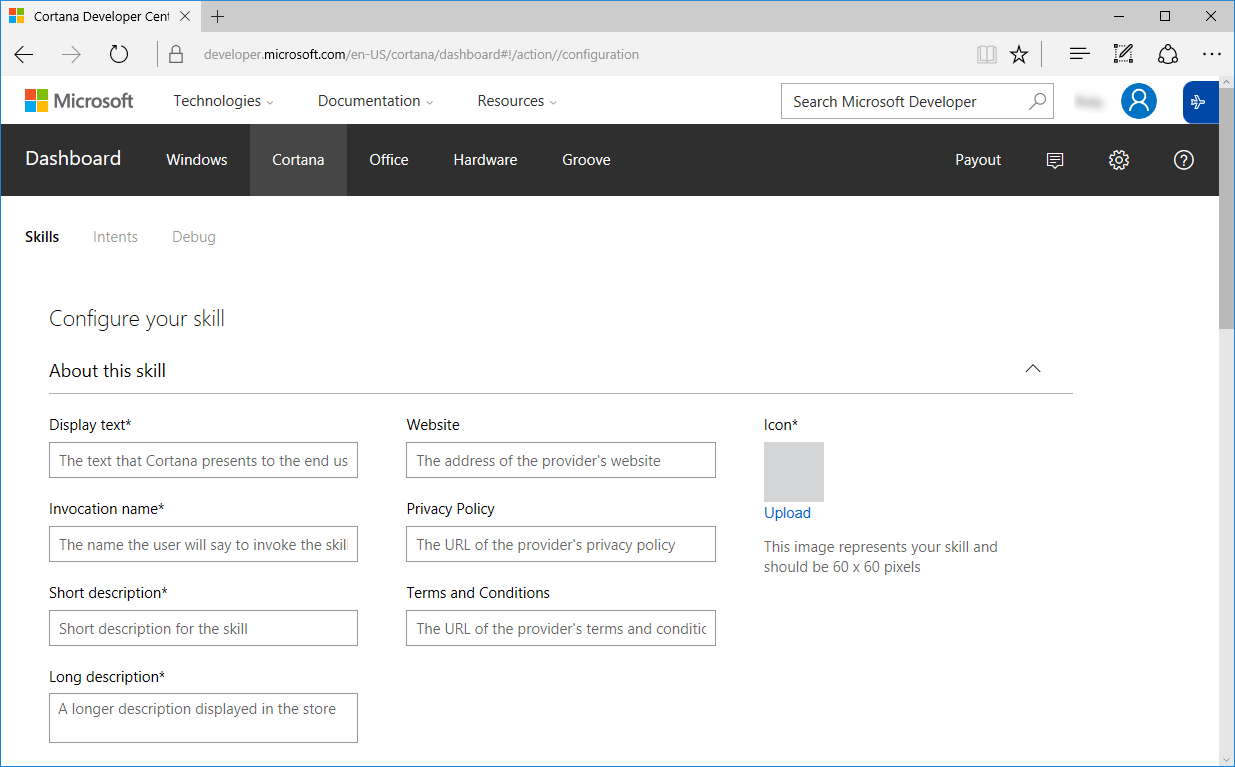 Cortana Developer Cent
developer.microsoft.com/en-US/cortana/dashboard#!/action//configuration
Microsoft Technologies Documentation Resources Search Microsoft Developer
Dashboard Windows Cortana Office Hardware Groove Payout
Skills Intents Debug
Configure your skill
About this skill
Display text* Website Icon*
The text that Cortana presents to the end us The address of the provider's website
Upload
Invocation name* Privacy Policy
The name the user will say to invoke the skill The URL of the provider's privacy policy
This image represents your skill and
should be 60 x 60 pixels
Short description* Terms and Conditions
Short description for the skill The URL of the provider's terms and conditic
Long description*
A longer description displayed in the store